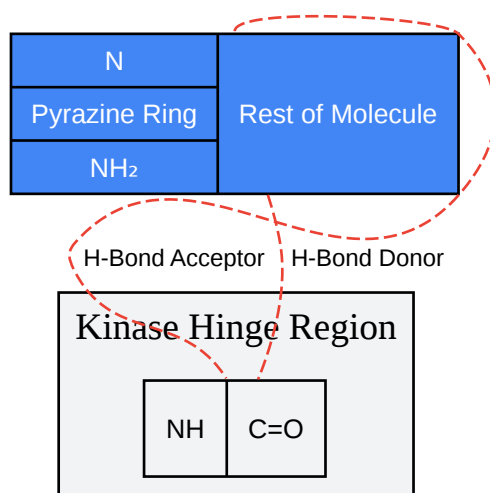 N
Pyrazine Ring
NH₂
Rest of Molecule
H-Bond Acceptor
H-Bond Donor
Kinase Hinge Region
NH
C=O